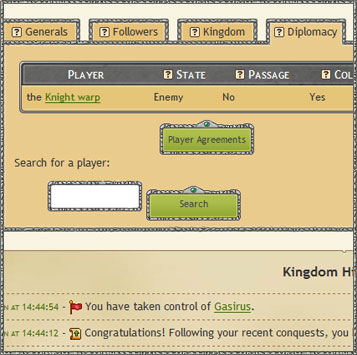 ? Generals ? Followers ? Kingdom ? Diplomacy
PLAYER ? STATE ? PASSAGE ? COL
the Knight warp Enemy No Yes
Player Agreements
Search for a player:
Search
Kingdom Hi
N AT 14:44:54 - You have taken control of Gasirus.
N AT 14:44:12 - Congratulations! Following your recent conquests, you